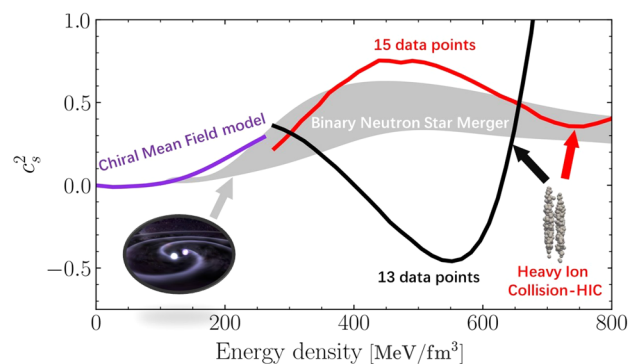 1.0
0.5
0.0
−0.5
c_s^2
15 data points
Chiral Mean Field model
Binary Neutron Star Merger
13 data points
Heavy Ion
Collision-HIC
0 200 400 600 800
Energy density [MeV/fm³]